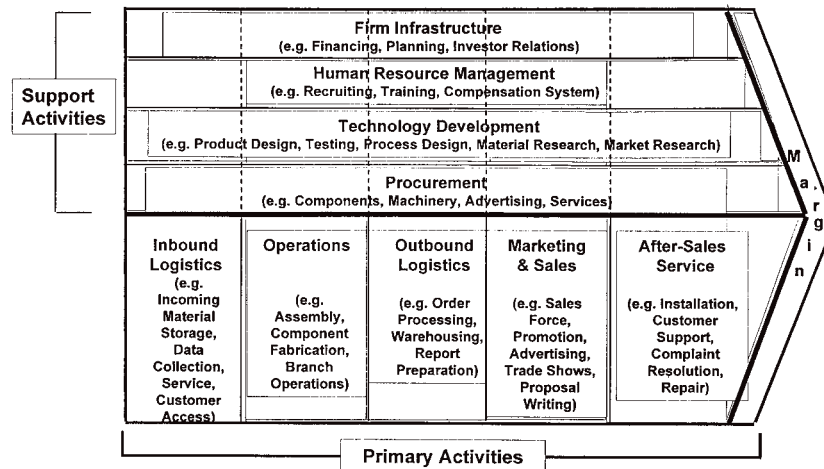 Firm Infrastructure
(e.g. Financing, Planning, Investor Relations)
Human Resource Management
(e.g. Recruiting, Training, Compensation System)
Support
Activities
Technology Development
(e.g. Product Design, Testing, Process Design, Material Research, Market Research)
Procurement
(e.g. Components, Machinery, Advertising, Services)
Margin
Inbound
Logistics
(e.g.
Incoming
Material
Storage,
Data
Collection,
Service,
Customer
Access)
Operations
(e.g.
Assembly,
Component
Fabrication,
Branch
Operations)
Outbound
Logistics
(e.g. Order
Processing,
Warehousing,
Report
Preparation)
Marketing
& Sales
(e.g. Sales
Force,
Promotion,
Advertising,
Trade Shows,
Proposal
Writing)
After-Sales
Service
(e.g. Installation,
Customer
Support,
Complaint
Resolution,
Repair)
Primary Activities